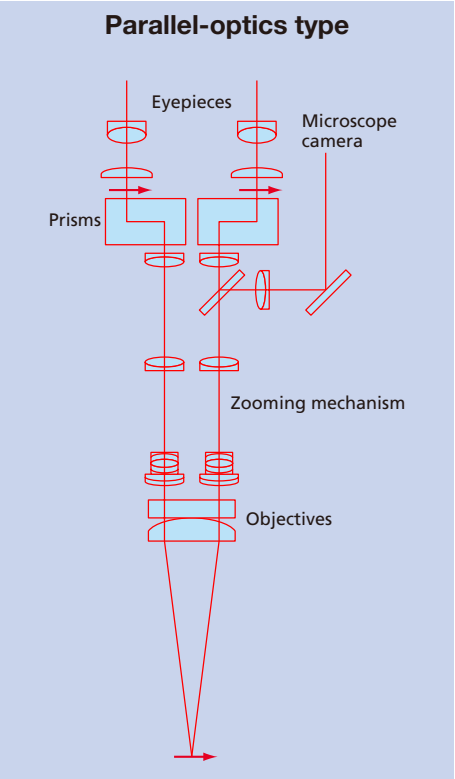 Parallel-optics type
Eyepieces
Microscope
camera
Prisms
Zooming mechanism
Objectives